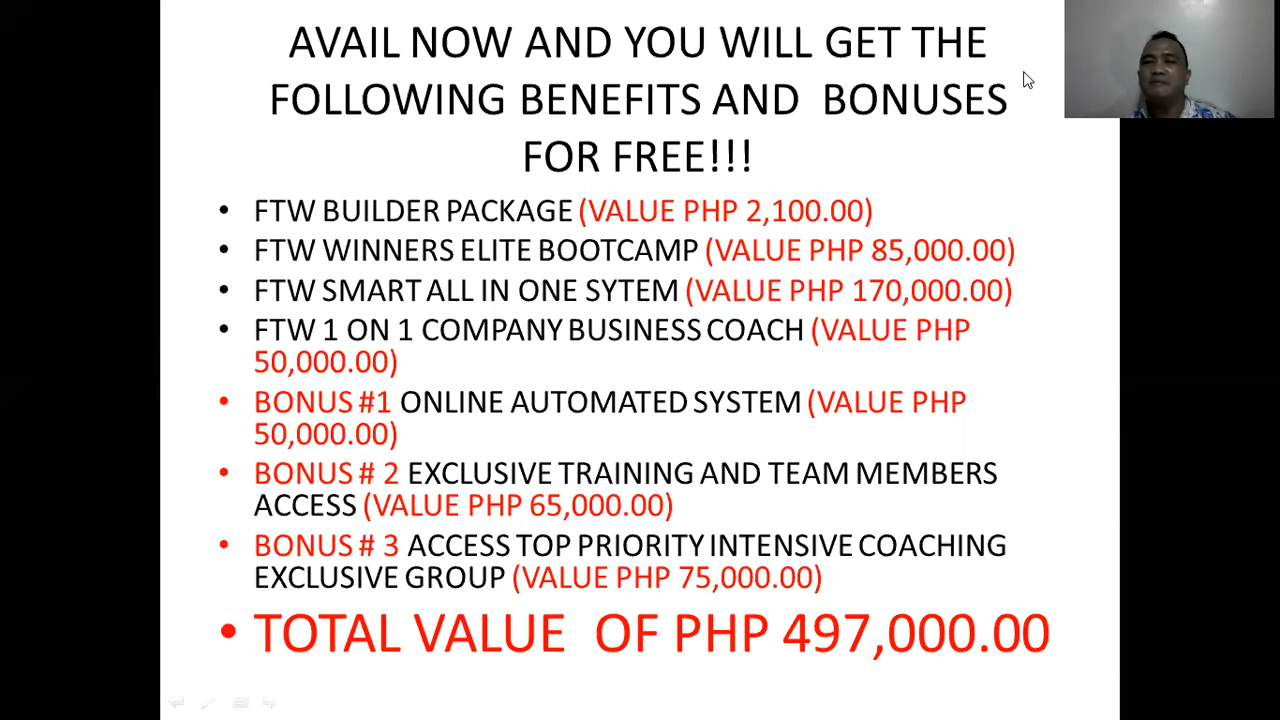 AVAIL NOW AND YOU WILL GET THE
FOLLOWING BENEFITS AND BONUSES
FOR FREE!!!
• FTW BUILDER PACKAGE (VALUE PHP 2,100.00)
• FTW WINNERS ELITE BOOTCAMP (VALUE PHP 85,000.00)
• FTW SMART ALL IN ONE SYTEM (VALUE PHP 170,000.00)
• FTW 1 ON 1 COMPANY BUSINESS COACH (VALUE PHP
50,000.00)
• BONUS #1 ONLINE AUTOMATED SYSTEM (VALUE PHP
50,000.00)
• BONUS # 2 EXCLUSIVE TRAINING AND TEAM MEMBERS
ACCESS (VALUE PHP 65,000.00)
• BONUS # 3 ACCESS TOP PRIORITY INTENSIVE COACHING
EXCLUSIVE GROUP (VALUE PHP 75,000.00)
• TOTAL VALUE OF PHP 497,000.00